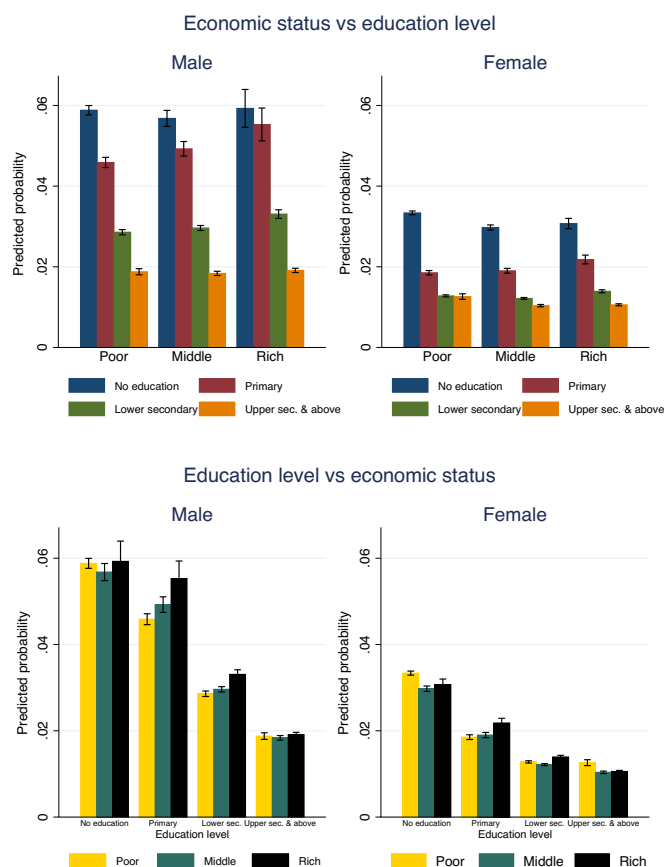 Economic status vs education level
Male
Female
Predicted probability
0 .02 .04 .06
Poor Middle Rich
Predicted probability
0 .02 .04 .06
Poor Middle Rich
No education Primary
Lower secondary Upper sec. & above
No education Primary
Lower secondary Upper sec. & above
Education level vs economic status
Male
Female
Predicted probability
0 .02 .04 .06
No education Primary Lower sec. Upper sec. & above
Education level
Predicted probability
0 .02 .04 .06
No education Primary Lower sec. Upper sec. & above
Education level
Poor Middle Rich
Poor Middle Rich